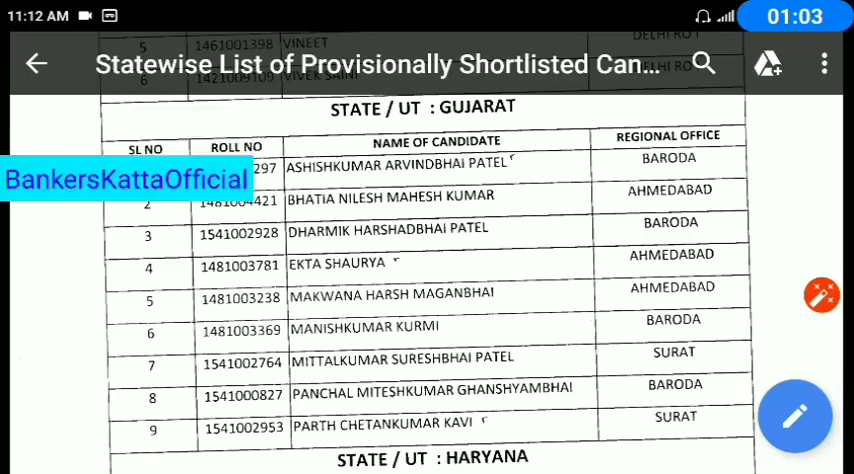 11:12 AM 01:03
5 1461001398 VINEET DELHI RO I
Statewise List of Provisionally Shortlisted Can...
6 1421009109 VIVEK SAINI DELHI RO I
STATE / UT : GUJARAT
SL NO ROLL NO NAME OF CANDIDATE REGIONAL OFFICE
297 ASHISHKUMAR ARVINDBHAI PATEL BARODA
BankersKattaOfficial
2 1481004421 BHATIA NILESH MAHESH KUMAR AHMEDABAD
3 1541002928 DHARMIK HARSHADBHAI PATEL BARODA
4 1481003781 EKTA SHAURYA AHMEDABAD
5 1481003238 MAKWANA HARSH MAGANBHAI AHMEDABAD
6 1481003369 MANISHKUMAR KURMI BARODA
7 1541002764 MITTALKUMAR SURESHBHAI PATEL SURAT
8 1541000827 PANCHAL MITESHKUMAR GHANSHYAMBHAI BARODA
9 1541002953 PARTH CHETANKUMAR KAVI SURAT
STATE / UT : HARYANA